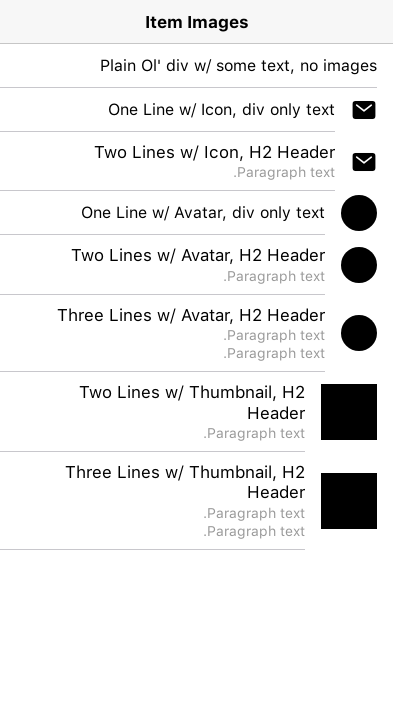 Item Images
Plain Ol' div w/ some text, no images
One Line w/ Icon, div only text
Two Lines w/ Icon, H2 Header
.Paragraph text
One Line w/ Avatar, div only text
Two Lines w/ Avatar, H2 Header
.Paragraph text
Three Lines w/ Avatar, H2 Header
.Paragraph text
.Paragraph text
Two Lines w/ Thumbnail, H2
Header
.Paragraph text
Three Lines w/ Thumbnail, H2
Header
.Paragraph text
.Paragraph text